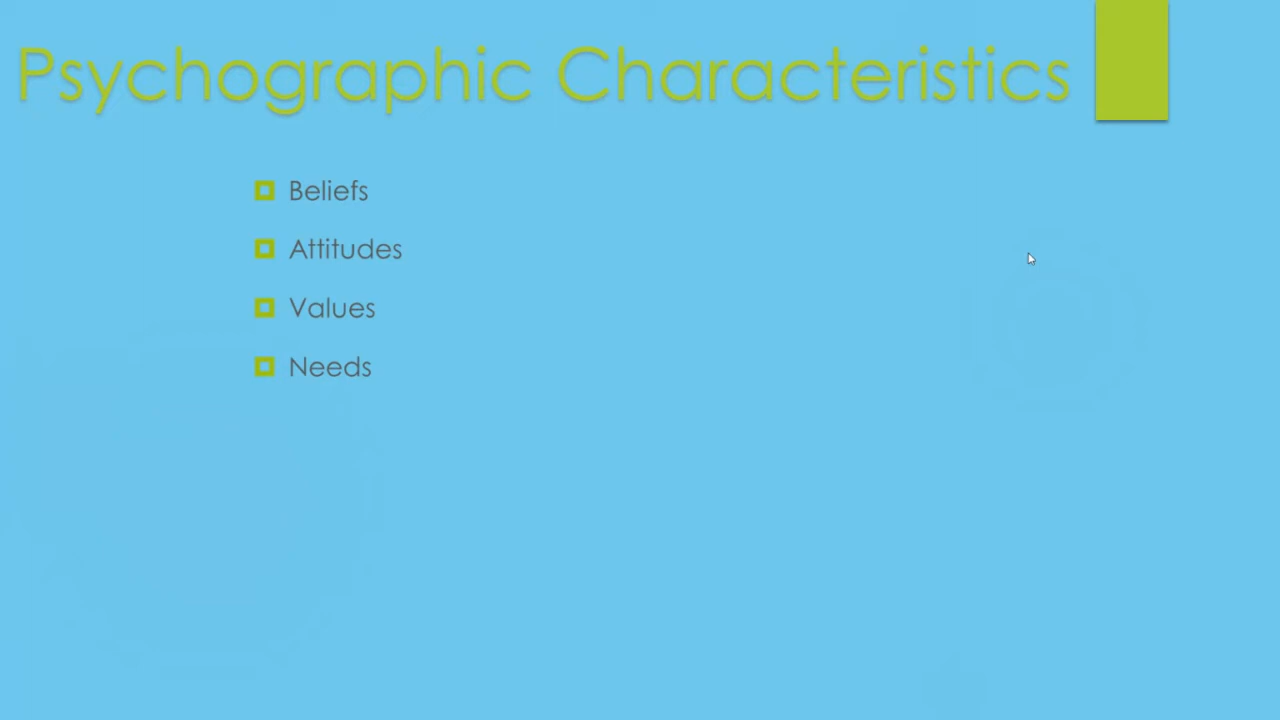 Psychographic Characteristics
Beliefs
Attitudes
Values
Needs